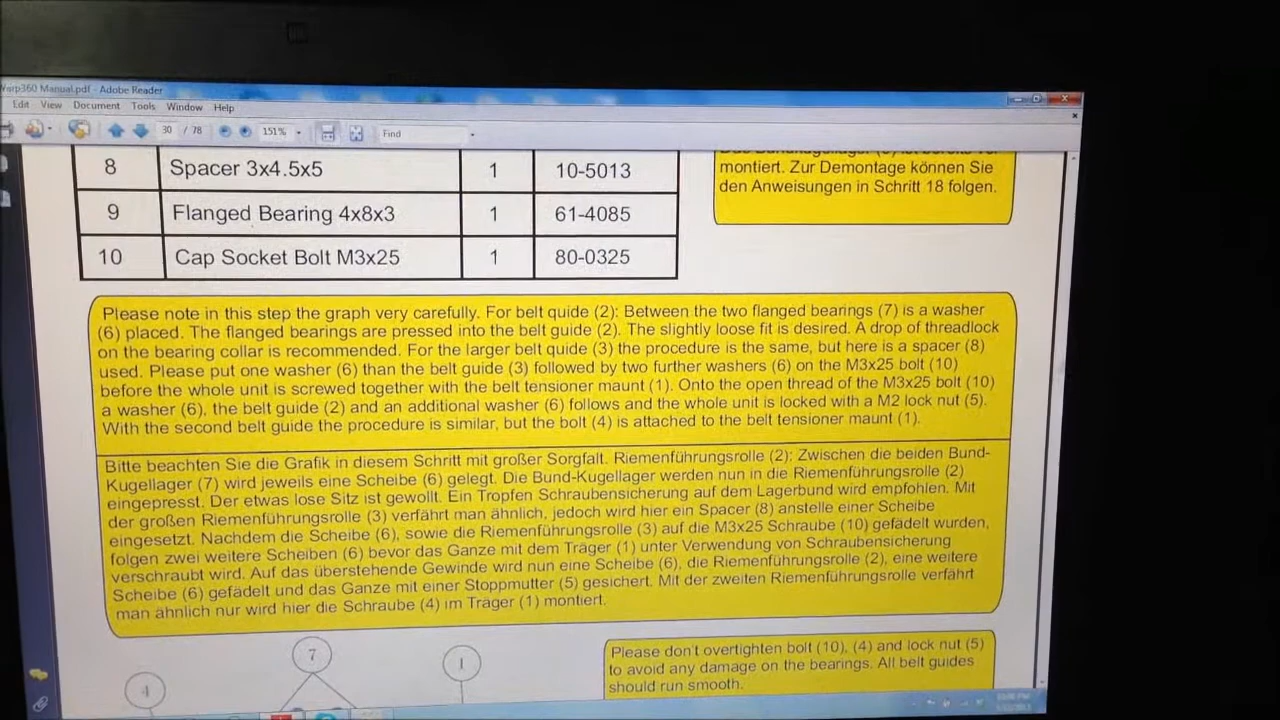 Warp360 Manual.pdf - Adobe Reader
Edit View Document Tools Window Help
30 / 78 151% Find
8 Spacer 3x4.5x5 1 10-5013
9 Flanged Bearing 4x8x3 1 61-4085
10 Cap Socket Bolt M3x25 1 80-0325
montiert. Zur Demontage können Sie
den Anweisungen in Schritt 18 folgen.
Please note in this step the graph very carefully. For belt quide (2): Between the two flanged bearings (7) is a washer
(6) placed. The flanged bearings are pressed into the belt guide (2). The slightly loose fit is desired. A drop of threadlock
on the bearing collar is recommended. For the larger belt quide (3) the procedure is the same, but here is a spacer (8)
used. Please put one washer (6) than the belt guide (3) followed by two further washers (6) on the M3x25 bolt (10)
before the whole unit is screwed together with the belt tensioner maunt (1). Onto the open thread of the M3x25 bolt (10)
a washer (6), the belt guide (2) and an additional washer (6) follows and the whole unit is locked with a M2 lock nut (5).
With the second belt guide the procedure is similar, but the bolt (4) is attached to the belt tensioner maunt (1).
Bitte beachten Sie die Grafik in diesem Schritt mit großer Sorgfalt. Riemenführungsrolle (2): Zwischen die beiden Bund-
Kugellager (7) wird jeweils eine Scheibe (6) gelegt. Die Bund-Kugellager werden nun in die Riemenführungsrolle (2)
eingepresst. Der etwas lose Sitz ist gewollt. Ein Tropfen Schraubensicherung auf dem Lagerbund wird empfohlen. Mit
der großen Riemenführungsrolle (3) verfährt man ähnlich, jedoch wird hier ein Spacer (8) anstelle einer Scheibe
eingesetzt. Nachdem die Scheibe (6), sowie die Riemenführungsrolle (3) auf die M3x25 Schraube (10) gefädelt wurden,
folgen zwei weitere Scheiben (6) bevor das Ganze mit dem Träger (1) unter Verwendung von Schraubensicherung
verschraubt wird. Auf das überstehende Gewinde wird nun eine Scheibe (6), die Riemenführungsrolle (2), eine weitere
Scheibe (6) gefädelt und das Ganze mit einer Stoppmutter (5) gesichert. Mit der zweiten Riemenführungsrolle verfährt
man ähnlich nur wird hier die Schraube (4) im Träger (1) montiert.
7
1
4
Please don't overtighten bolt (10), (4) and lock nut (5)
to avoid any damage on the bearings. All belt guides
should run smooth.